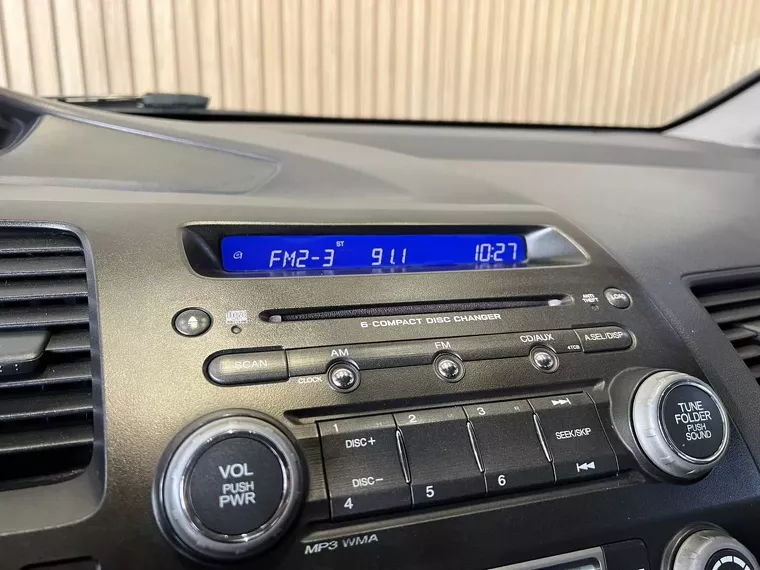 FM2-3 ST 91.1 10:27
6-COMPACT DISC CHANGER
ANTI THEFT
LOAD
SCAN
AM
FM
CD/AUX
A.SEL/DISP
CLOCK
1 2 3
DISC+
DISC-
4 5 6
SEEK/SKIP
VOL
PUSH
PWR
TUNE
FOLDER
PUSH
SOUND
MP3 WMA